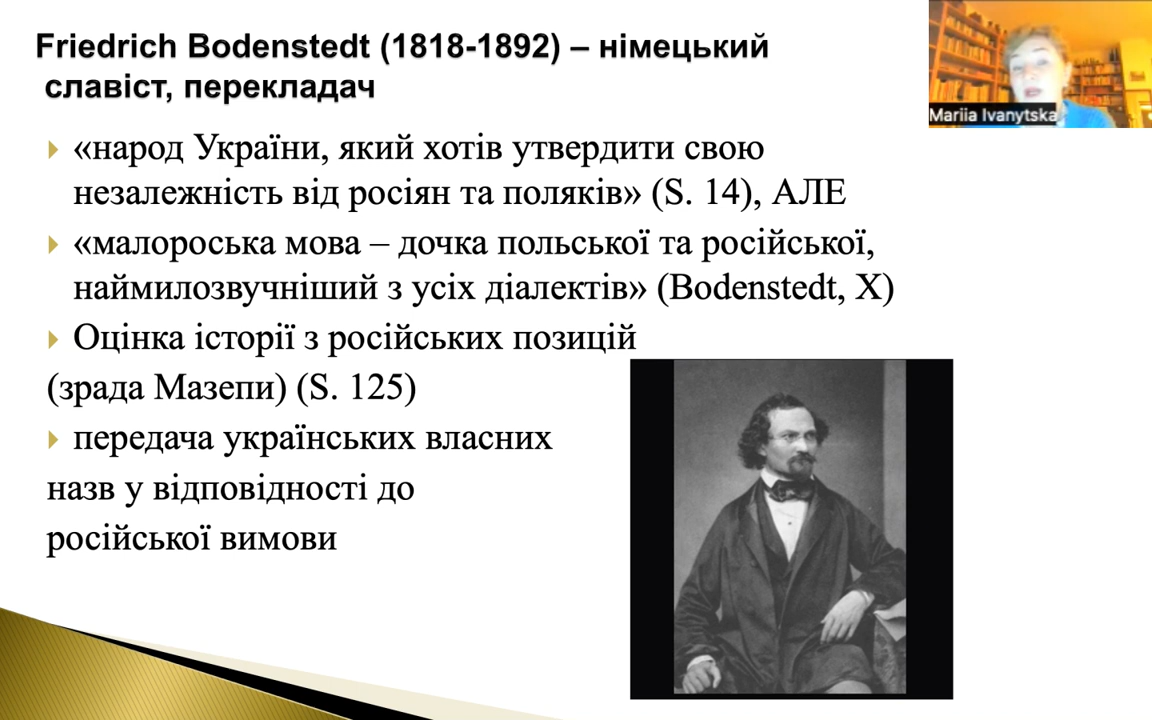 Friedrich Bodenstedt (1818-1892) – німецький
славіст, перекладач
Mariia Ivanytska
«народ України, який хотів утвердити свою
незалежність від росіян та поляків» (S. 14), АЛЕ
«малороська мова – дочка польської та російської,
наймилозвучніший з усіх діалектів» (Bodenstedt, X)
Оцінка історії з російських позицій
(зрада Мазепи) (S. 125)
передача українських власних
назв у відповідності до
російської вимови